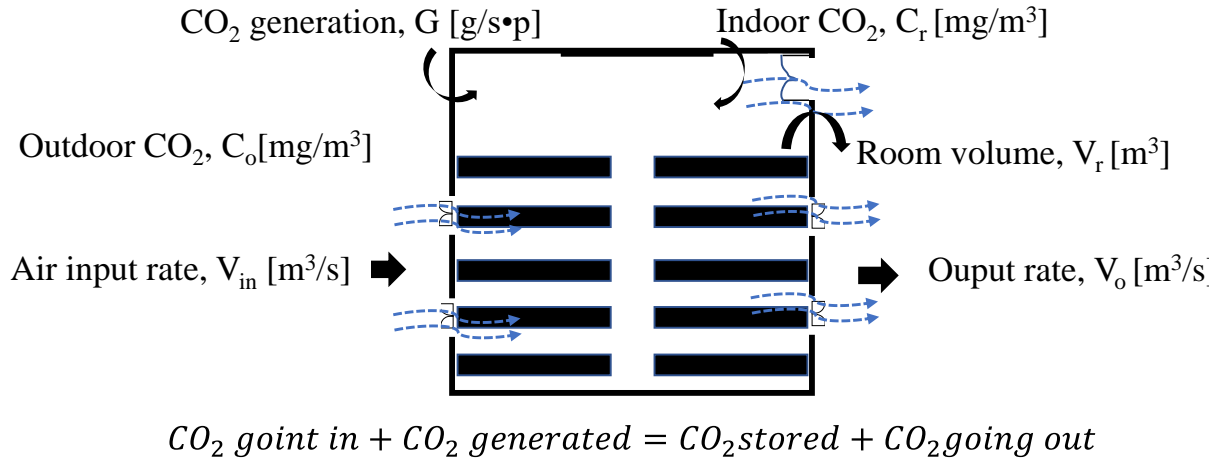 CO₂ generation, G [g/s•p]
Indoor CO₂, Cᵣ [mg/m³]
Outdoor CO₂, Cₒ[mg/m³]
Room volume, Vᵣ [m³]
Air input rate, Vᵢₙ [m³/s]
Ouput rate, Vₒ [m³/s]
CO₂ goint in + CO₂ generated = CO₂stored + CO₂going out